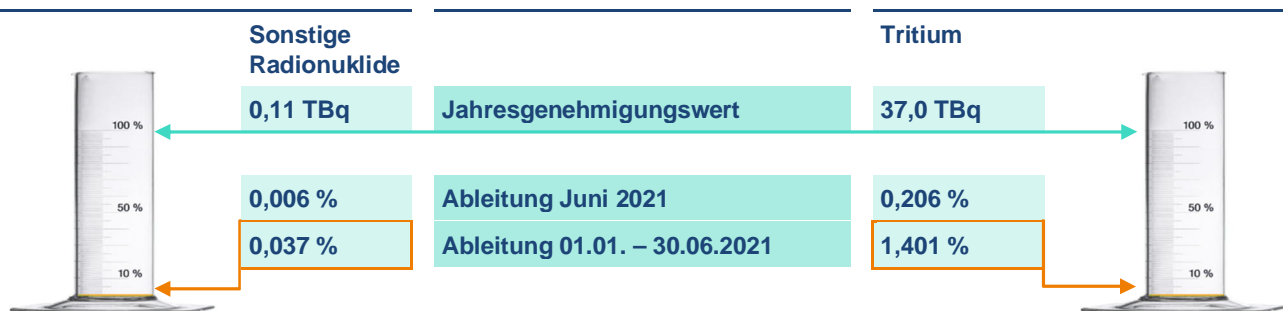 Sonstige
Radionuklide
Tritium
0,11 TBq
Jahresgenehmigungswert
37,0 TBq
100 %
100 %
0,006 %
Ableitung Juni 2021
0,206 %
50 %
50 %
0,037 %
Ableitung 01.01. – 30.06.2021
1,401 %
10 %
10 %